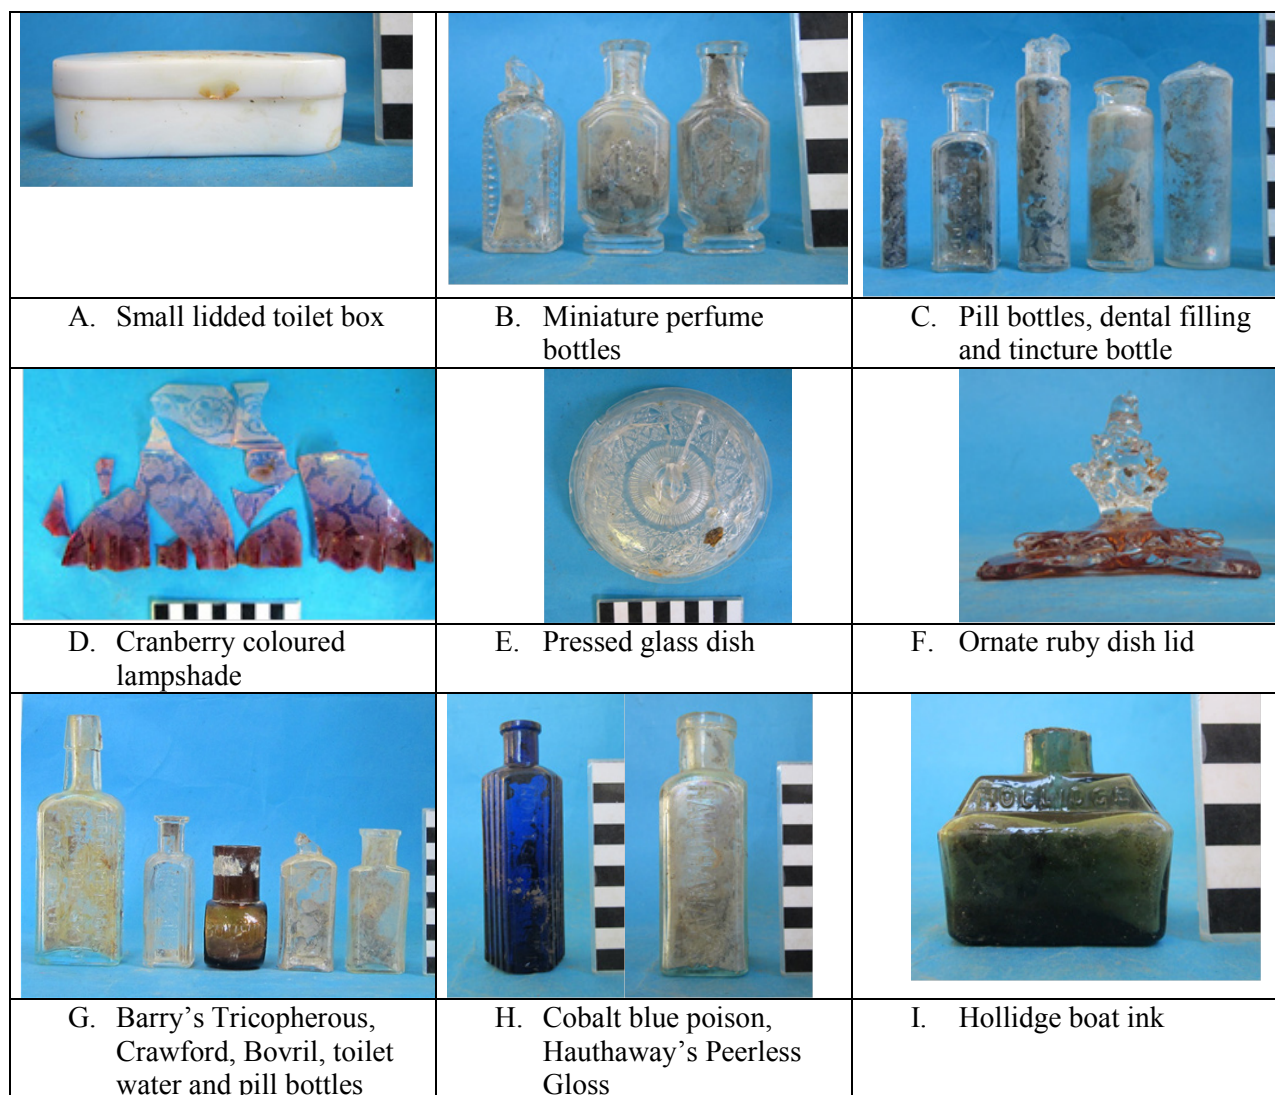 A. Small lidded toilet box
B. Miniature perfume
bottles
C. Pill bottles, dental filling
and tincture bottle
D. Cranberry coloured
lampshade
E. Pressed glass dish
F. Ornate ruby dish lid
HOLLIDGE
G. Barry's Tricopherous,
Crawford, Bovril, toilet
water and pill bottles
H. Cobalt blue poison,
Hauthaway's Peerless
Gloss
I. Hollidge boat ink